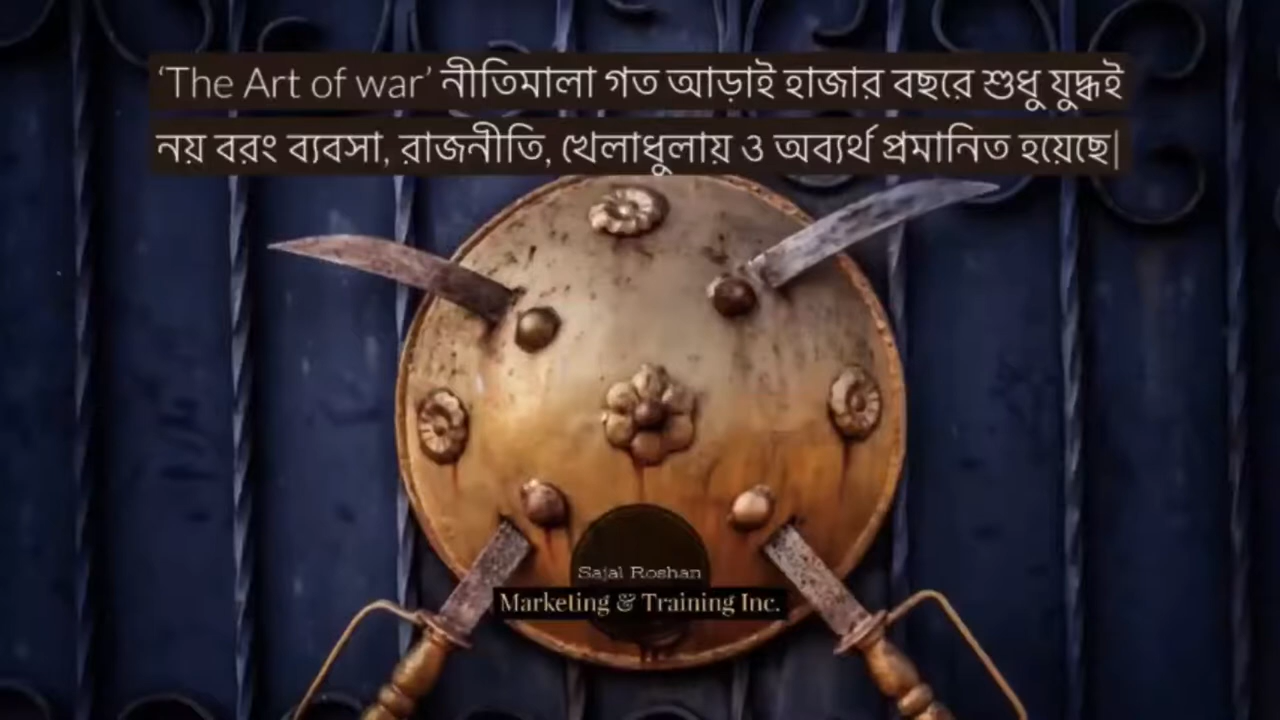 ‘The Art of war’ নীতিমালা গত আড়াই হাজার বছরে শুধু যুদ্ধই
নয় বরং ব্যবসা, রাজনীতি, খেলাধুলায় ও অব্যর্থ প্রমানিত হয়েছে|
Sajal Roshan
Marketing & Training Inc.